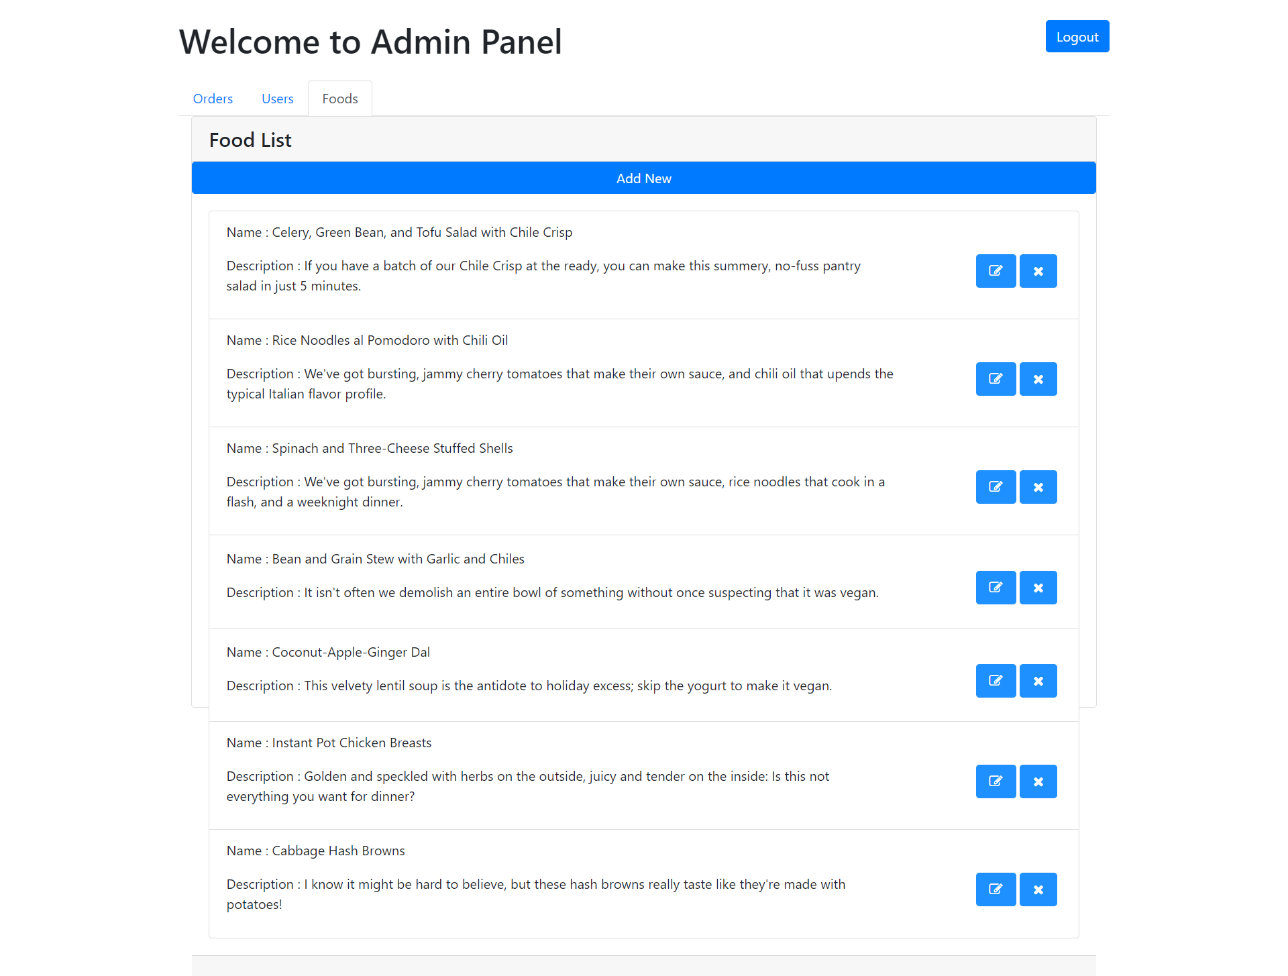 Welcome to Admin Panel
Logout
Orders
Users
Foods
Food List
Add New
Name : Celery, Green Bean, and Tofu Salad with Chile Crisp
Description : If you have a batch of our Chile Crisp at the ready, you can make this summery, no-fuss pantry
salad in just 5 minutes.
Name : Rice Noodles al Pomodoro with Chili Oil
Description : We've got bursting, jammy cherry tomatoes that make their own sauce, and chili oil that upends the
typical Italian flavor profile.
Name : Spinach and Three-Cheese Stuffed Shells
Description : We've got bursting, jammy cherry tomatoes that make their own sauce, rice noodles that cook in a
flash, and a weeknight dinner.
Name : Bean and Grain Stew with Garlic and Chiles
Description : It isn't often we demolish an entire bowl of something without once suspecting that it was vegan.
Name : Coconut-Apple-Ginger Dal
Description : This velvety lentil soup is the antidote to holiday excess; skip the yogurt to make it vegan.
Name : Instant Pot Chicken Breasts
Description : Golden and speckled with herbs on the outside, juicy and tender on the inside: Is this not
everything you want for dinner?
Name : Cabbage Hash Browns
Description : I know it might be hard to believe, but these hash browns really taste like they're made with
potatoes!